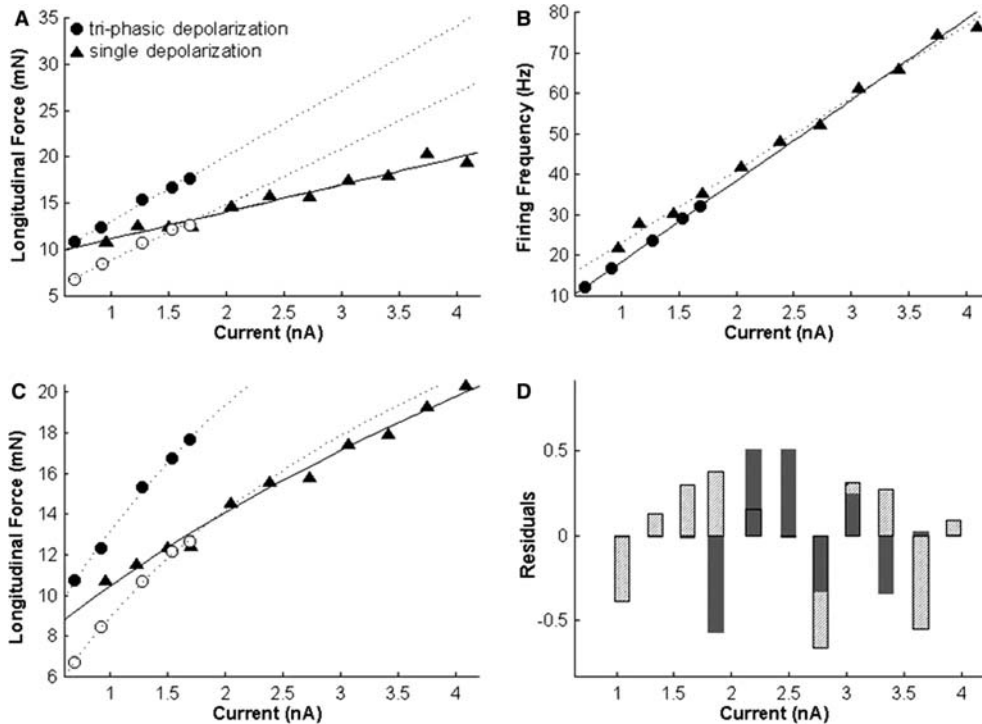 A
● tri-phasic depolarization
▲ single depolarization
Longitudinal Force (mN)
35
30
25
20
15
10
5
1 1.5 2 2.5 3 3.5 4
Current (nA)
B
Firing Frequency (Hz)
80
70
60
50
40
30
20
10
1 1.5 2 2.5 3 3.5 4
Current (nA)
C
Longitudinal Force (mN)
20
18
16
14
12
10
8
6
1 1.5 2 2.5 3 3.5 4
Current (nA)
D
Residuals
0.5
0
-0.5
1 1.5 2 2.5 3 3.5 4
Current (nA)